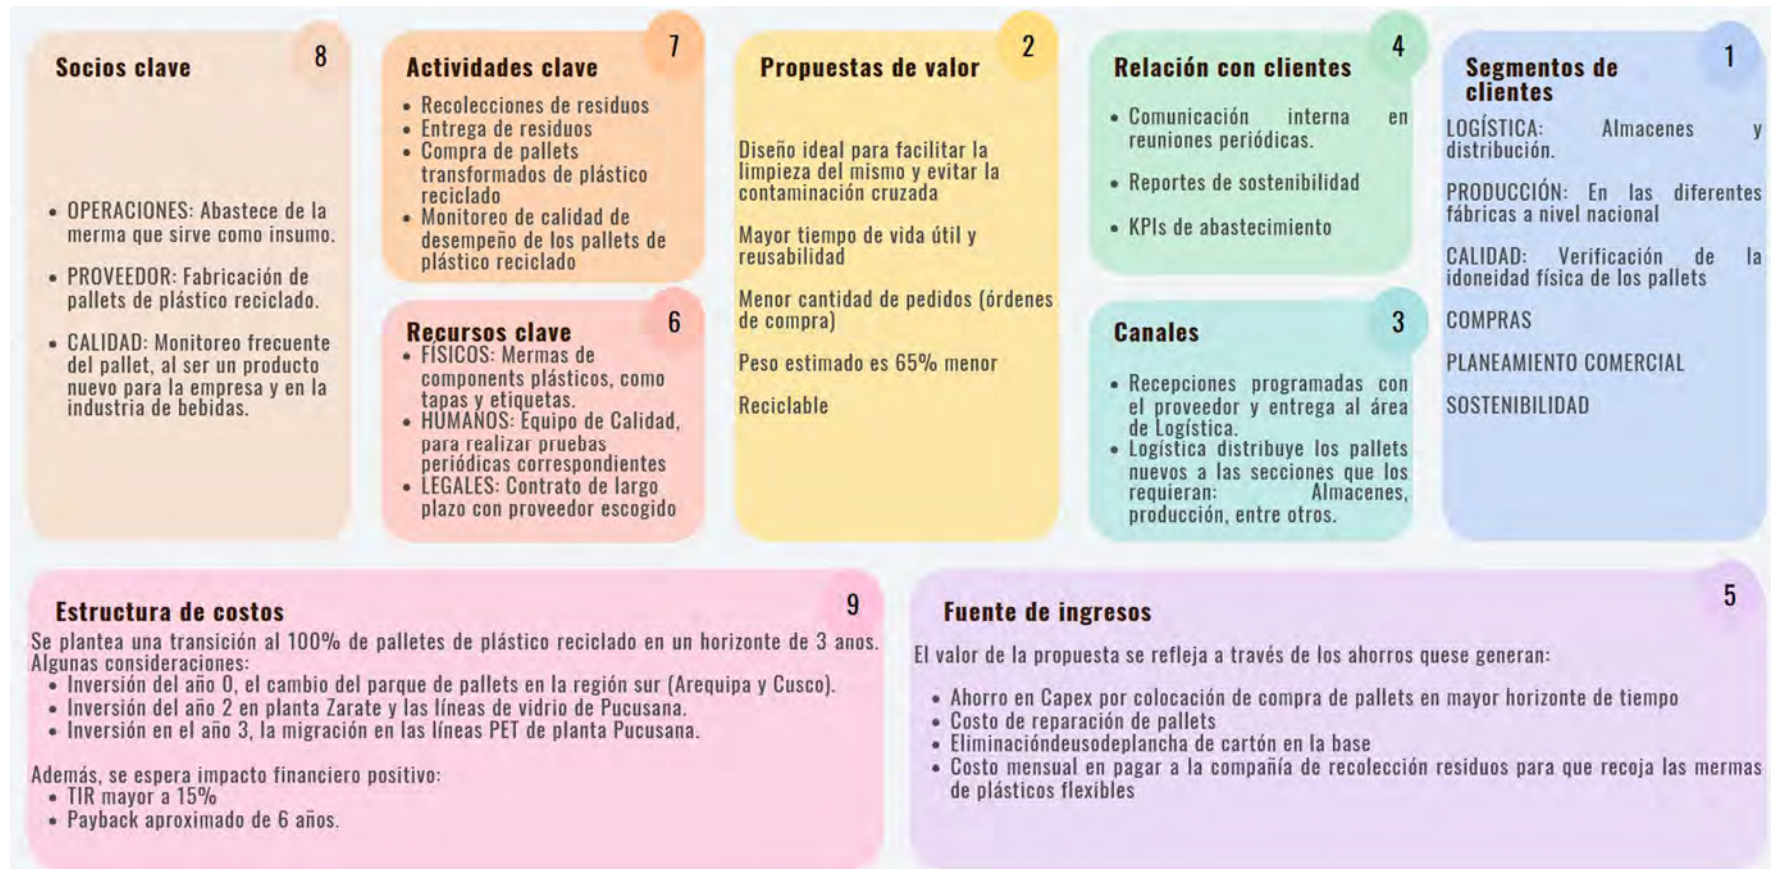 Socios clave
8
OPERACIONES: Abastece de la
merma que sirve como insumo.
PROVEEDOR: Fabricación de
pallets de plástico reciclado.
CALIDAD: Monitoreo frecuente
del pallet, al ser un producto
nuevo para la empresa y en la
industria de bebidas.
Actividades clave
7
Recolecciones de residuos
Entrega de residuos
Compra de pallets
transformados de plástico
reciclado
Monitoreo de calidad de
desempeño de los pallets de
plástico reciclado
Recursos clave
6
FÍSICOS: Mermas de
components plásticos, como
tapas y etiquetas.
HUMANOS: Equipo de Calidad,
para realizar pruebas
periódicas correspondientes
LEGALES: Contrato de largo
plazo con proveedor escogido
Propuestas de valor
2
Diseño ideal para facilitar la
limpieza del mismo y evitar la
contaminación cruzada
Mayor tiempo de vida útil y
reusabilidad
Menor cantidad de pedidos (órdenes
de compra)
Peso estimado es 65% menor
Reciclable
Relación con clientes
4
Comunicación interna en
reuniones periódicas.
Reportes de sostenibilidad
KPIs de abastecimiento
Canales
3
Recepciones programadas con
el proveedor y entrega al área
de Logística.
Logística distribuye los pallets
nuevos a las secciones que los
requieran: Almacenes,
producción, entre otros.
Segmentos de
clientes
1
LOGÍSTICA: Almacenes y
distribución.
PRODUCCIÓN: En las diferentes
fábricas a nivel nacional
CALIDAD: Verificación de la
idoneidad física de los pallets
COMPRAS
PLANEAMIENTO COMERCIAL
SOSTENIBILIDAD
Estructura de costos
9
Se plantea una transición al 100% de palletes de plástico reciclado en un horizonte de 3 anos.
Algunas consideraciones:
Inversión del año 0, el cambio del parque de pallets en la región sur (Arequipa y Cusco).
Inversión del año 2 en planta Zarate y las líneas de vidrio de Pucusana.
Inversión en el año 3, la migración en las líneas PET de planta Pucusana.
Además, se espera impacto financiero positivo:
TIR mayor a 15%
Payback aproximado de 6 años.
Fuente de ingresos
5
El valor de la propuesta se refleja a través de los ahorros quese generan:
Ahorro en Capex por colocación de compra de pallets en mayor horizonte de tiempo
Costo de reparación de pallets
Eliminacióndeusodeplancha de cartón en la base
Costo mensual en pagar a la compañía de recolección residuos para que recoja las mermas
de plásticos flexibles